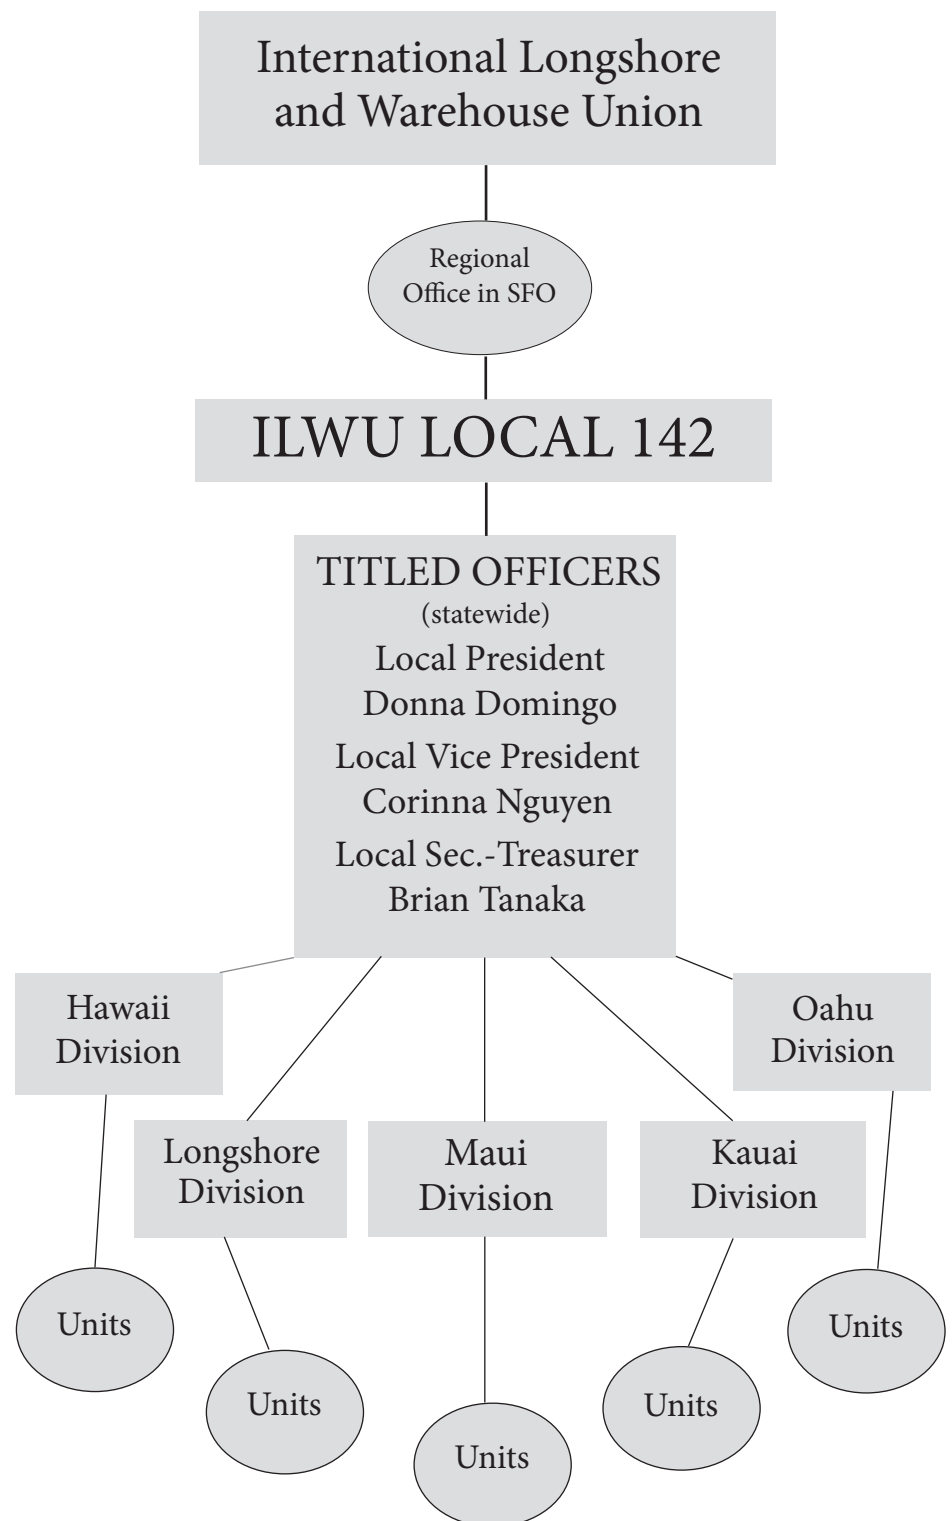 International Longshore
and Warehouse Union
Regional
Office in SFO
ILWU LOCAL 142
TITLED OFFICERS
(statewide)
Local President
Donna Domingo
Local Vice President
Corinna Nguyen
Local Sec.-Treasurer
Brian Tanaka
Hawaii
Division
Oahu
Division
Longshore
Division
Maui
Division
Kauai
Division
Units
Units
Units
Units
Units